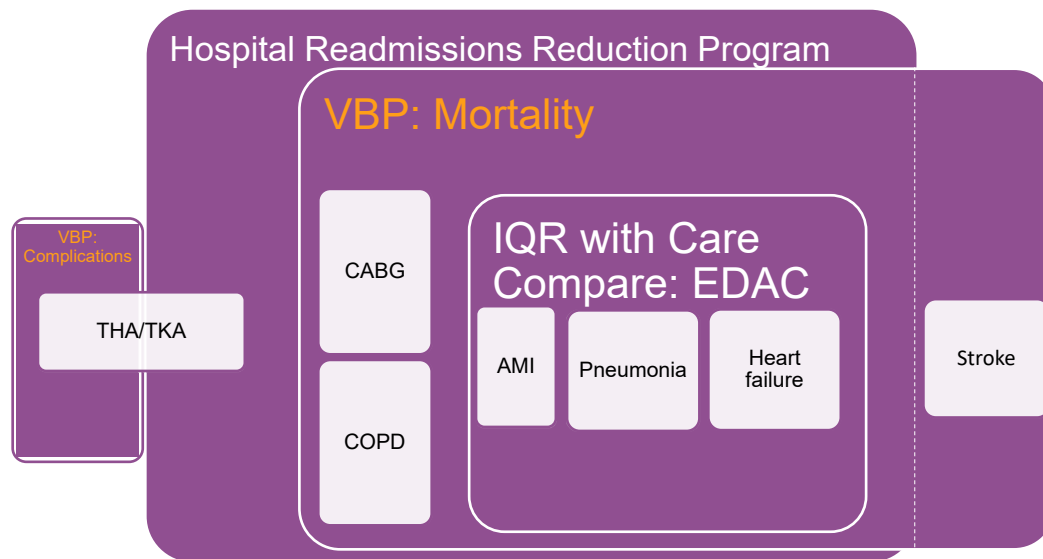 Hospital Readmissions Reduction Program
VBP: Mortality
VBP:
Complications
THA/TKA
CABG
COPD
IQR with Care
Compare: EDAC
AMI
Pneumonia
Heart
failure
Stroke